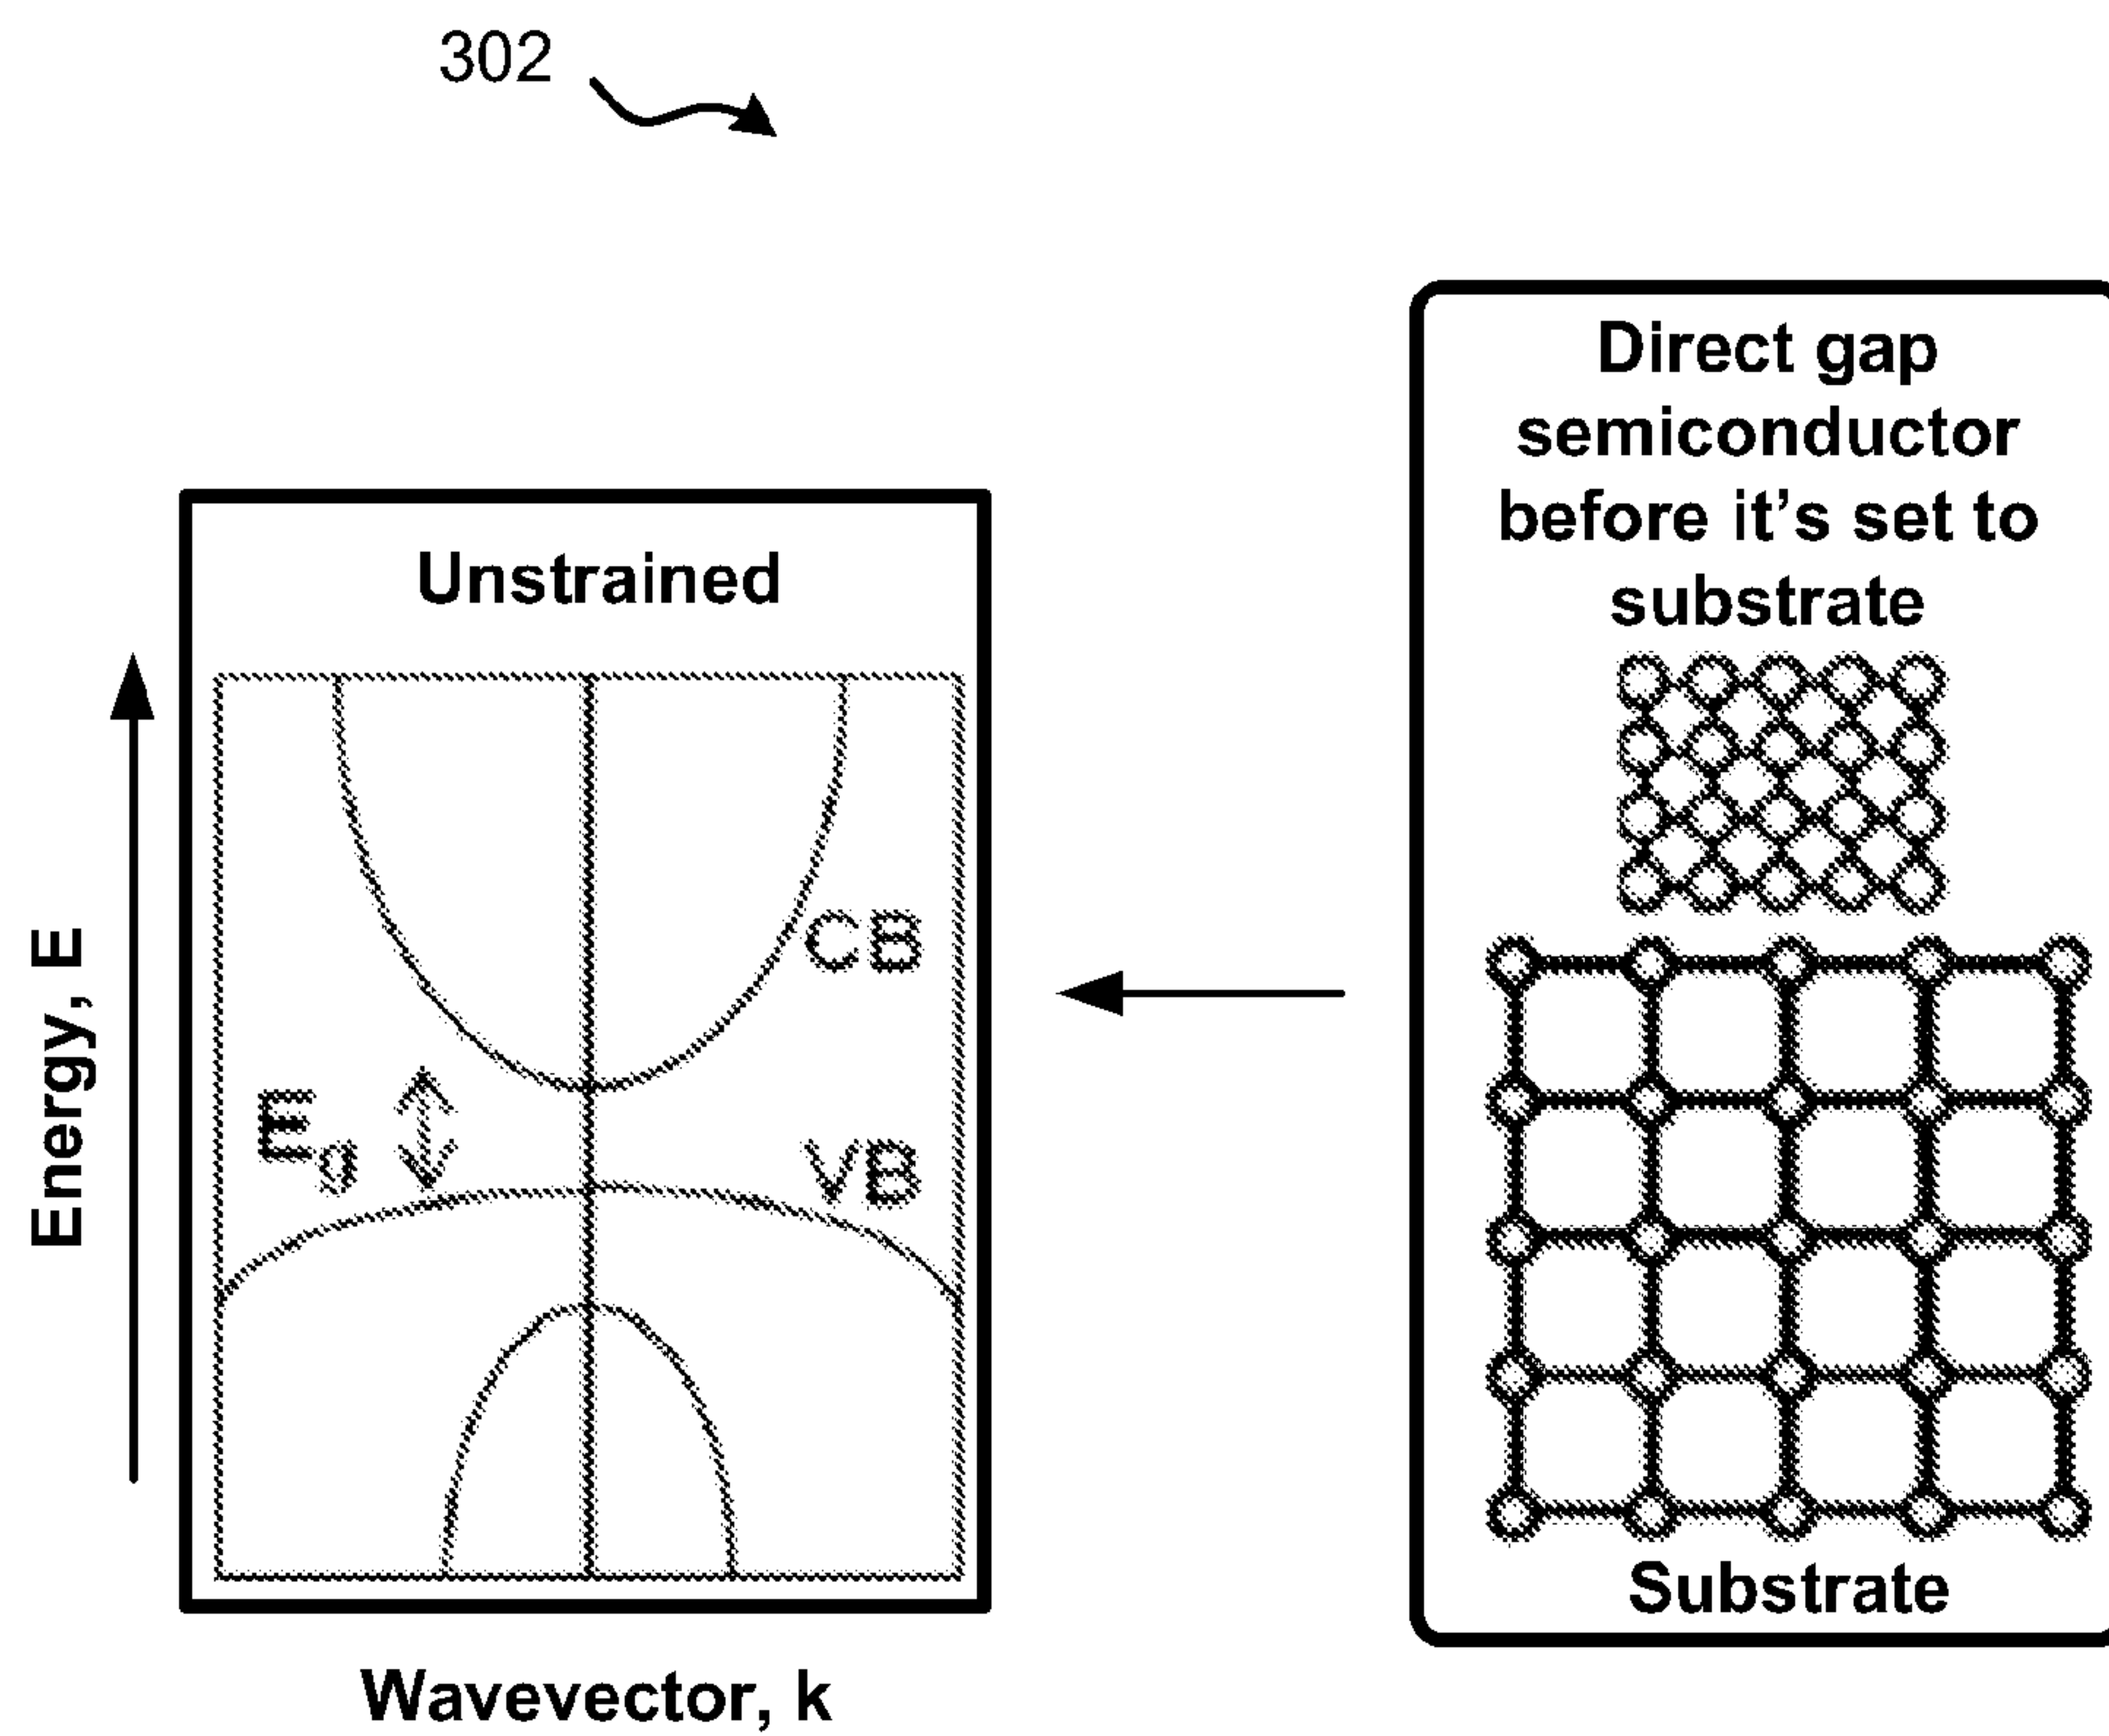 302
Direct gap
semiconductor
before it's set to
substrate
Unstrained
CB
Eg
VB
Energy, E
Substrate
Wavevector, k